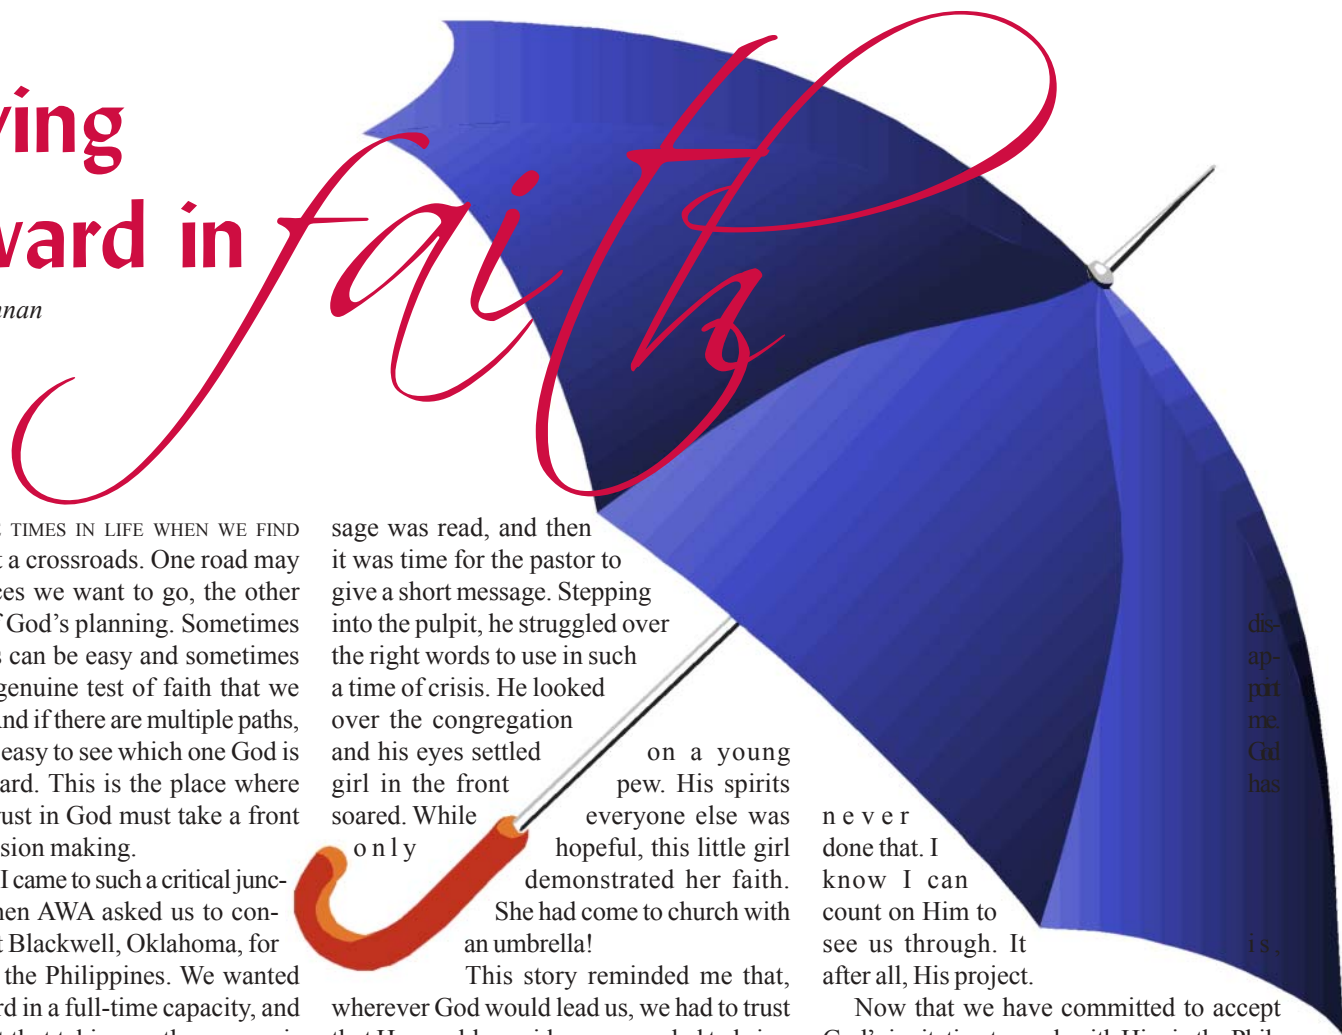 ving
ward in faith
nan
TIMES IN LIFE WHEN WE FIND
t a crossroads. One road may
ces we want to go, the other
f God’s planning. Sometimes
s can be easy and sometimes
genuine test of faith that we
And if there are multiple paths,
easy to see which one God is
ard. This is the place where
rust in God must take a front
sion making.
I came to such a critical junc-
hen AWA asked us to con-
t Blackwell, Oklahoma, for
the Philippines. We wanted
rd in a full-time capacity, and
sage was read, and then
it was time for the pastor to
give a short message. Stepping
into the pulpit, he struggled over
the right words to use in such
a time of crisis. He looked
over the congregation
and his eyes settled on a young
girl in the front pew. His spirits
soared. While everyone else was
only hopeful, this little girl
demonstrated her faith.
She had come to church with
an umbrella!
This story reminded me that,
wherever God would lead us, we had to trust
dis-
ap-
point
me.
God
has
never
done that. I
know I can
count on Him to
see us through. It is,
after all, His project.
Now that we have committed to accept